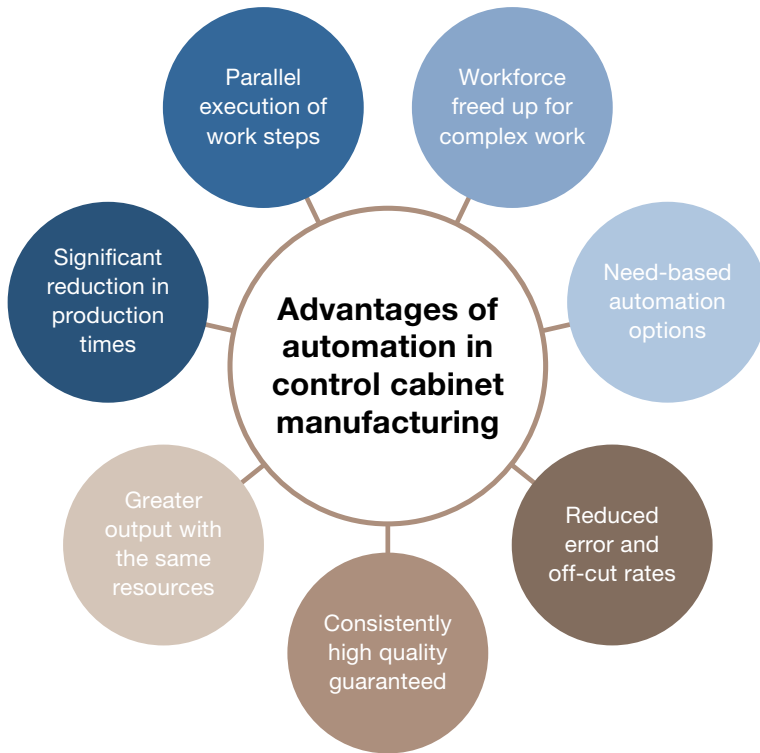 Parallel
execution of
work steps
Workforce
freed up for
complex work
Significant
reduction in
production
times
Advantages of
automation in
control cabinet
manufacturing
Need-based
automation
options
Greater
output with
the same
resources
Consistently
high quality
guaranteed
Reduced
error and
off-cut rates